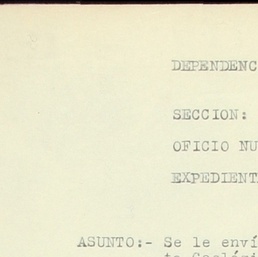 DEPENDENC
SECCION:
OFICIO NU
EXPEDIENT
ASUNTO:- Se le enví